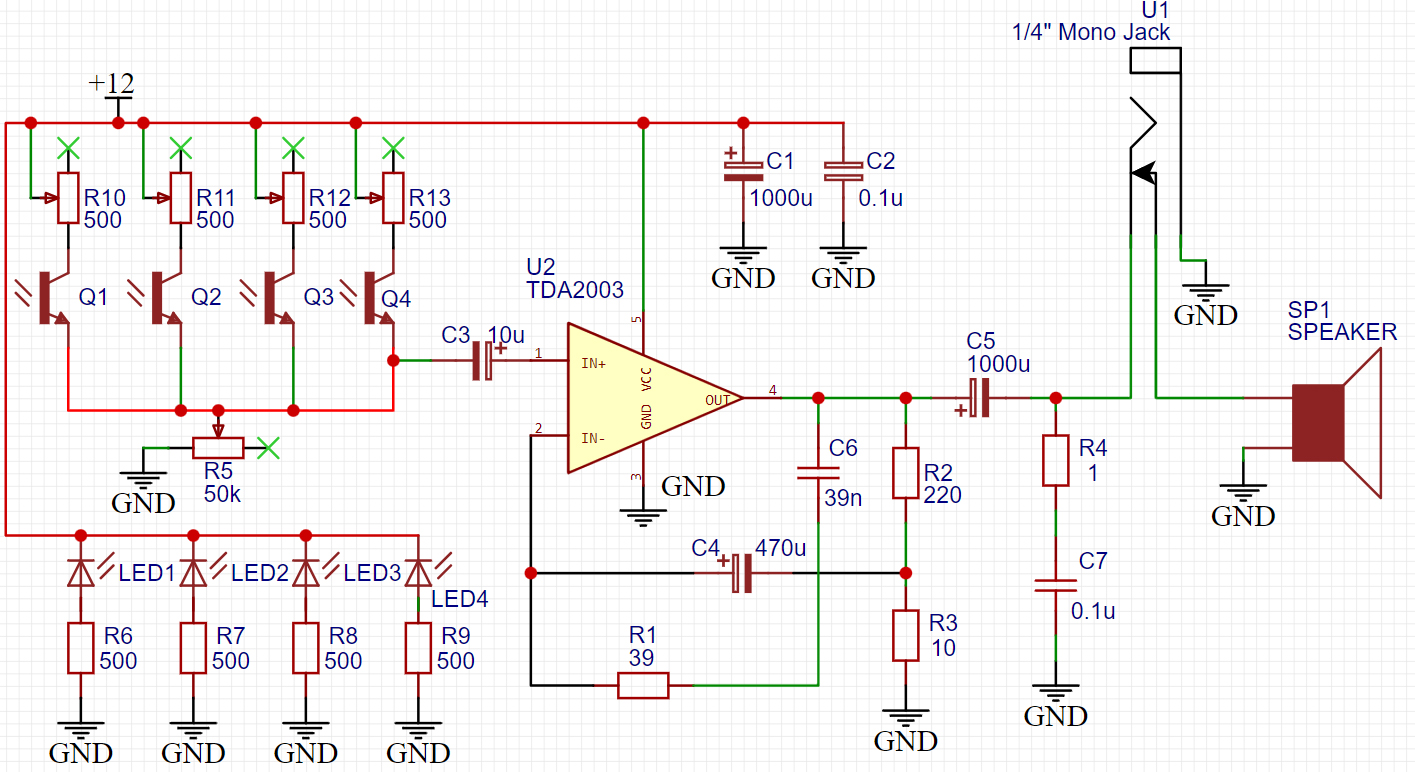 U1
1/4" Mono Jack
+12
R10
500
R11
500
R12
500
R13
500
C1
1000u
C2
0.1u
GND
GND
GND
Q1
Q2
Q3
Q4
U2
TDA2003
C3
10u
1
IN+
2
IN-
5
VCC
GND
3
OUT
4
GND
C5
1000u
SP1
SPEAKER
GND
R5
50k
GND
C6
39n
R2
220
R4
1
C4
470u
C7
0.1u
LED1
LED2
LED3
LED4
R6
500
R7
500
R8
500
R9
500
R1
39
R3
10
GND
GND
GND
GND
GND
GND